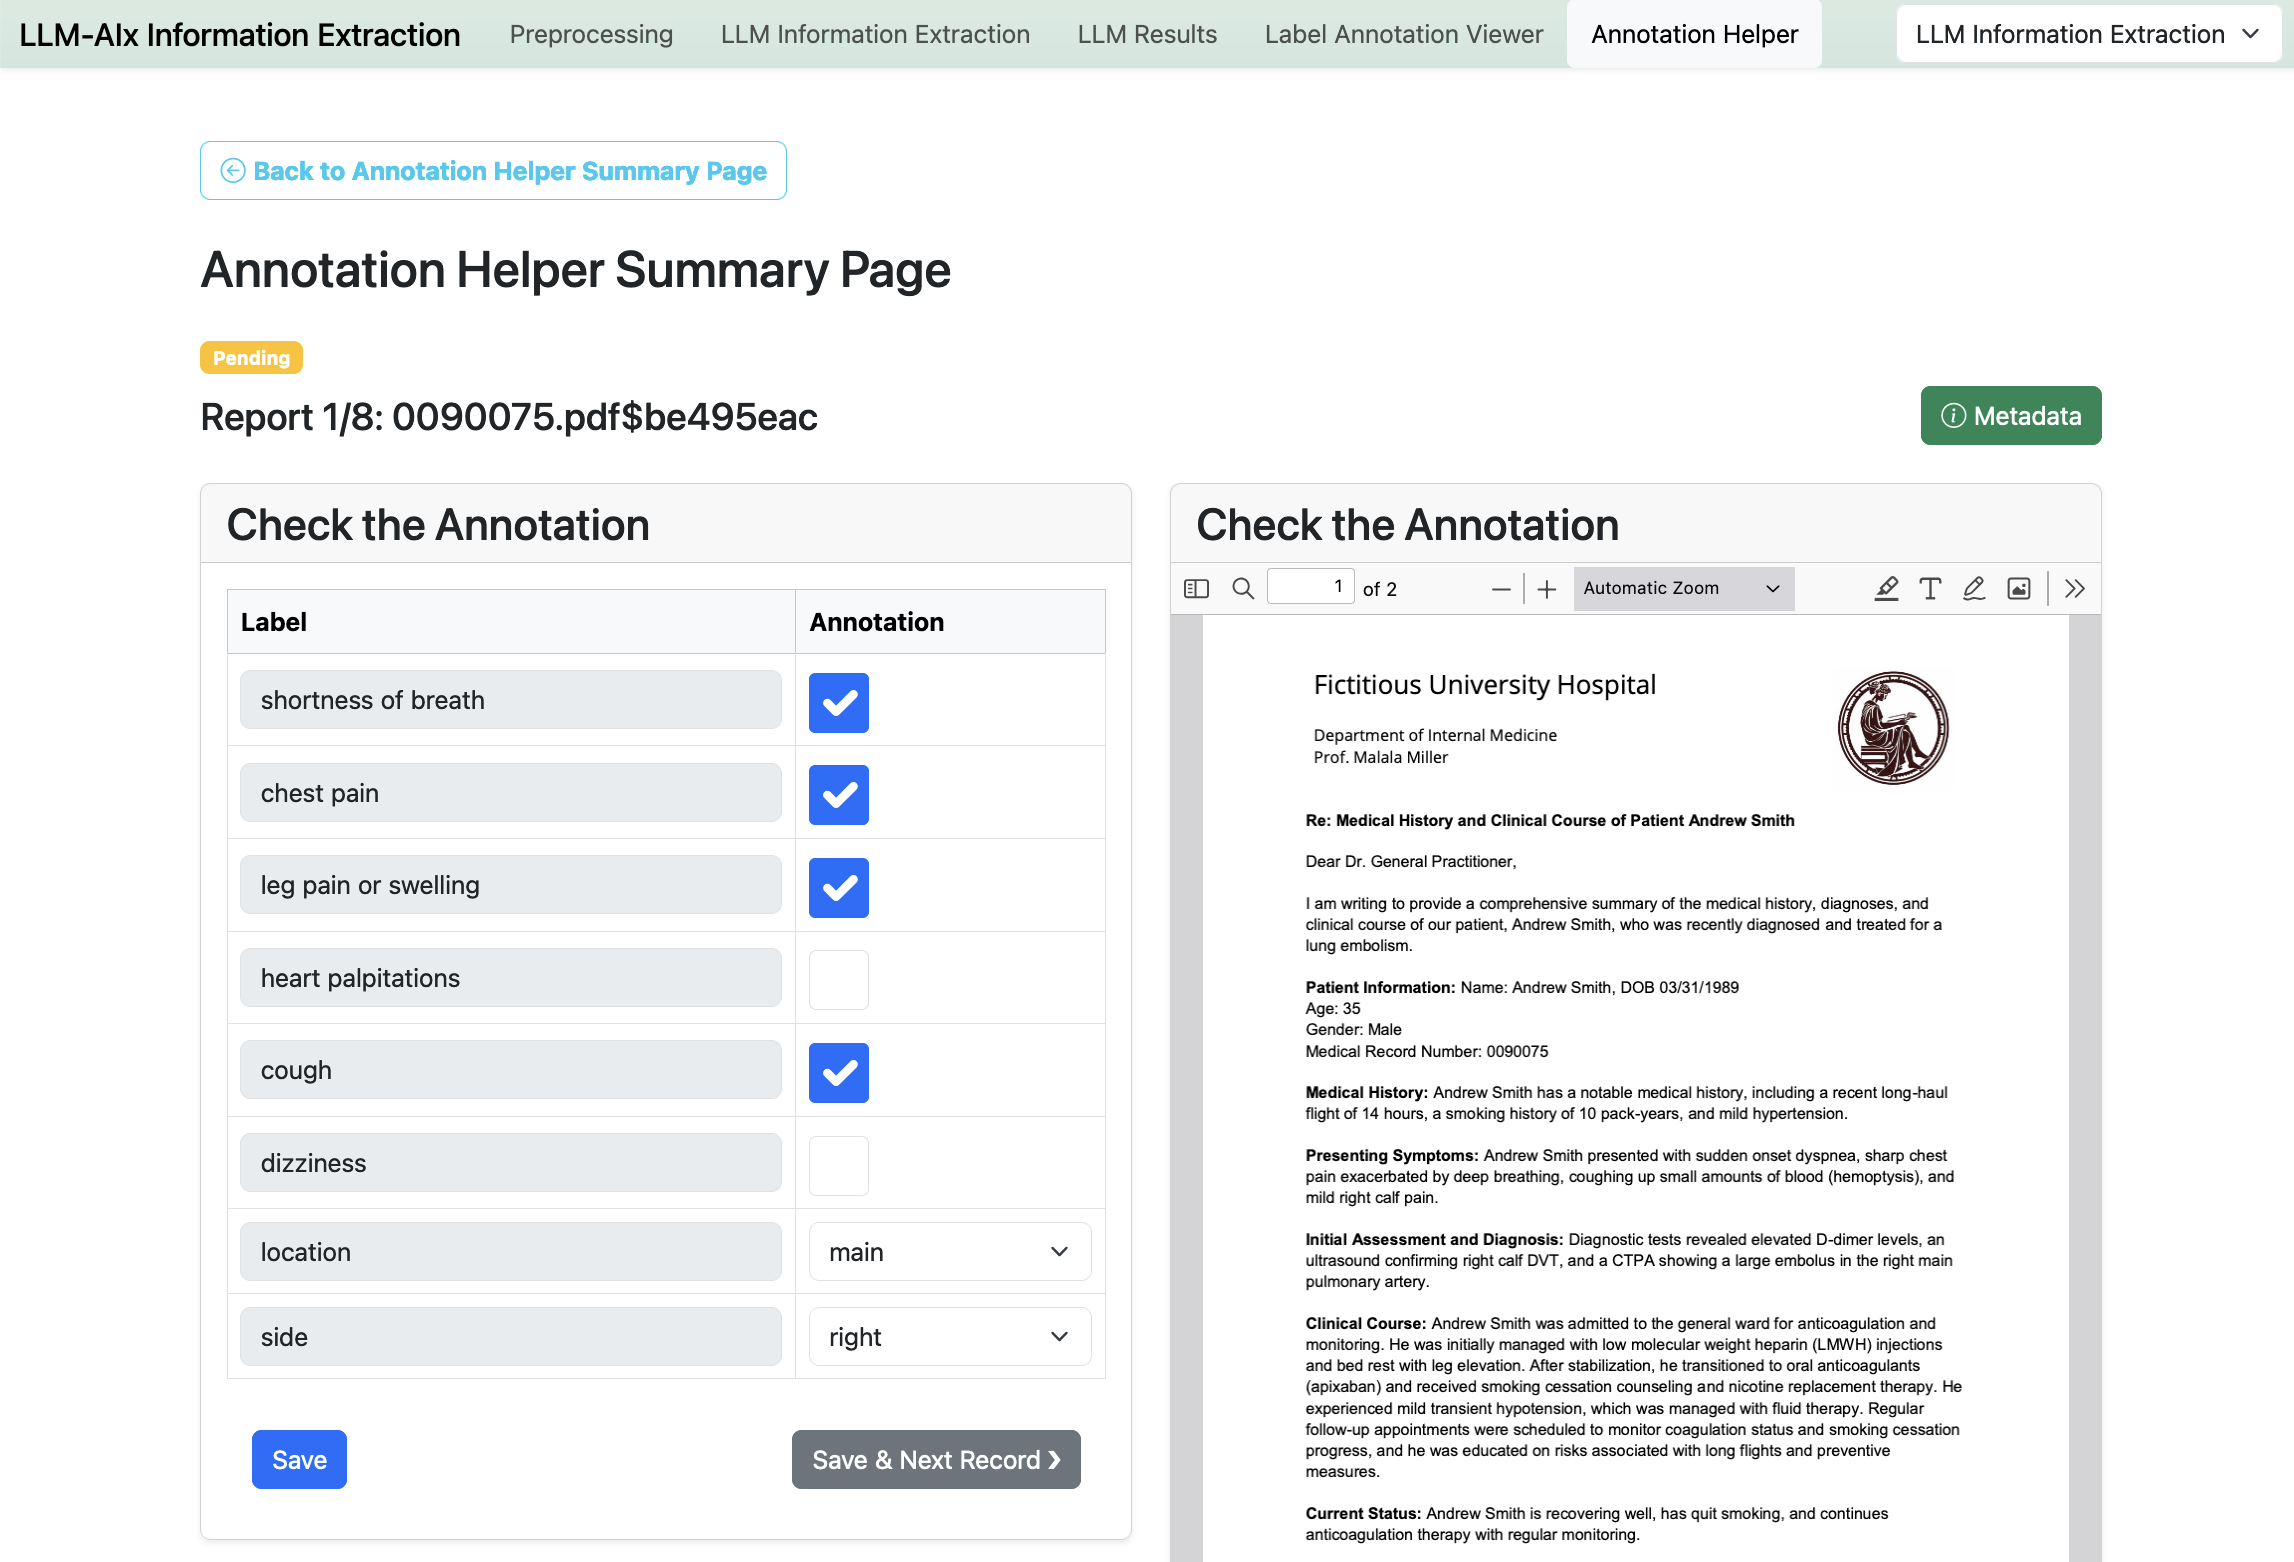 LLM-AIx Information Extraction
Preprocessing
LLM Information Extraction
LLM Results
Label Annotation Viewer
Annotation Helper
LLM Information Extraction
Back to Annotation Helper Summary Page
Annotation Helper Summary Page
Pending
Report 1/8: 0090075.pdf$be495eac
Metadata
Check the Annotation
Label Annotation
shortness of breath
chest pain
leg pain or swelling
heart palpitations
cough
dizziness
location main
side right
Save
Save & Next Record ❯
Check the Annotation
1 of 2
Automatic Zoom
Fictitious University Hospital
Department of Internal Medicine
Prof. Malala Miller
Re: Medical History and Clinical Course of Patient Andrew Smith
Dear Dr. General Practitioner,
I am writing to provide a comprehensive summary of the medical history, diagnoses, and
clinical course of our patient, Andrew Smith, who was recently diagnosed and treated for a
lung embolism.
Patient Information: Name: Andrew Smith, DOB 03/31/1989
Age: 35
Gender: Male
Medical Record Number: 0090075
Medical History: Andrew Smith has a notable medical history, including a recent long-haul
flight of 14 hours, a smoking history of 10 pack-years, and mild hypertension.
Presenting Symptoms: Andrew Smith presented with sudden onset dyspnea, sharp chest
pain exacerbated by deep breathing, coughing up small amounts of blood (hemoptysis), and
mild right calf pain.
Initial Assessment and Diagnosis: Diagnostic tests revealed elevated D-dimer levels, an
ultrasound confirming right calf DVT, and a CTPA showing a large embolus in the right main
pulmonary artery.
Clinical Course: Andrew Smith was admitted to the general ward for anticoagulation and
monitoring. He was initially managed with low molecular weight heparin (LMWH) injections
and bed rest with leg elevation. After stabilization, he transitioned to oral anticoagulants
(apixaban) and received smoking cessation counseling and nicotine replacement therapy. He
experienced mild transient hypotension, which was managed with fluid therapy. Regular
follow-up appointments were scheduled to monitor coagulation status and smoking cessation
progress, and he was educated on risks associated with long flights and preventive
measures.
Current Status: Andrew Smith is recovering well, has quit smoking, and continues
anticoagulation therapy with regular monitoring.